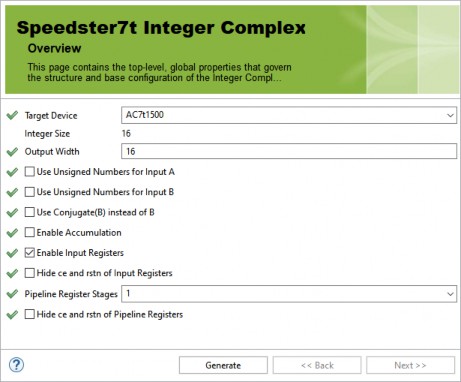 Speedster7t Integer Complex
Overview
This page contains the top-level, global properties that govern
the structure and base configuration of the Integer Compl...
Target Device AC7t1500
Integer Size 16
Output Width 16
Use Unsigned Numbers for Input A
Use Unsigned Numbers for Input B
Use Conjugate(B) instead of B
Enable Accumulation
Enable Input Registers
Hide ce and rstn of Input Registers
Pipeline Register Stages 1
Hide ce and rstn of Pipeline Registers
? Generate << Back Next >>